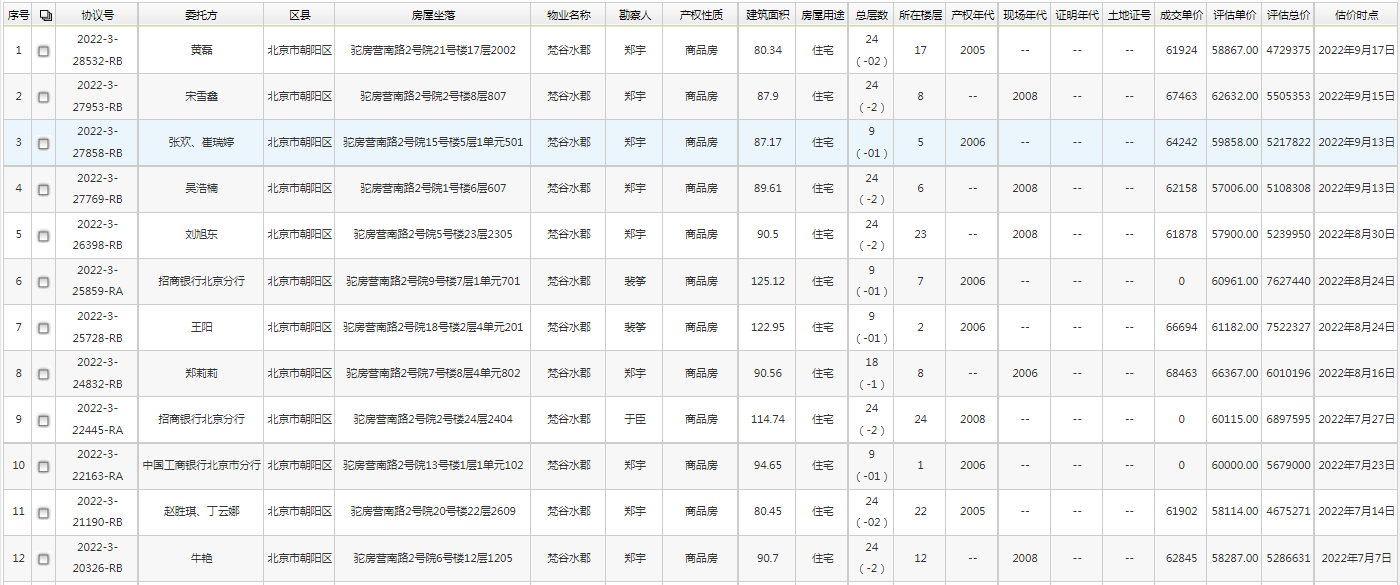 序号 协议号 委托方 区县 房屋坐落 物业名称 勘察人 产权性质 建筑面积 房屋用途 总层数 所在楼层 产权年代 现场年代 证明年代 土地证号 成交单价 评估单价 评估总价 估价时点
1 2022-3-28532-RB 黄磊 北京市朝阳区 驼房营南路2号院21号楼17层2002 梵谷水郡 郑宇 商品房 80.34 住宅 24（-02） 17 2005 -- -- -- 61924 58867.00 4729375 2022年9月17日
2 2022-3-27953-RB 宋雪鑫 北京市朝阳区 驼房营南路2号院2号楼8层807 梵谷水郡 郑宇 商品房 87.9 住宅 24（-2） 8 -- 2008 -- -- 67463 62632.00 5505353 2022年9月15日
3 2022-3-27858-RB 张欢、崔瑞婷 北京市朝阳区 驼房营南路2号院15号楼5层1单元501 梵谷水郡 郑宇 商品房 87.17 住宅 9（-01） 5 2006 -- -- -- 64242 59858.00 5217822 2022年9月13日
4 2022-3-27769-RB 吴浩楠 北京市朝阳区 驼房营南路2号院1号楼6层607 梵谷水郡 郑宇 商品房 89.61 住宅 24（-2） 6 -- 2008 -- -- 62158 57006.00 5108308 2022年9月13日
5 2022-3-26398-RB 刘旭东 北京市朝阳区 驼房营南路2号院5号楼23层2305 梵谷水郡 郑宇 商品房 90.5 住宅 24（-2） 23 -- 2008 -- -- 61878 57900.00 5239950 2022年8月30日
6 2022-3-25859-RA 招商银行北京分行 北京市朝阳区 驼房营南路2号院9号楼7层1单元701 梵谷水郡 裴筝 商品房 125.12 住宅 9（-01） 7 2006 -- -- -- 0 60961.00 7627440 2022年8月24日
7 2022-3-25728-RB 王阳 北京市朝阳区 驼房营南路2号院18号楼2层4单元201 梵谷水郡 裴筝 商品房 122.95 住宅 9（-01） 2 2006 -- -- -- 66694 61182.00 7522327 2022年8月24日
8 2022-3-24832-RB 郑莉莉 北京市朝阳区 驼房营南路2号院7号楼8层4单元802 梵谷水郡 郑宇 商品房 90.56 住宅 18（-1） 8 -- 2006 -- -- 68463 66367.00 6010196 2022年8月16日
9 2022-3-22445-RA 招商银行北京分行 北京市朝阳区 驼房营南路2号院2号楼24层2404 梵谷水郡 于臣 商品房 114.74 住宅 24（-2） 24 2008 -- -- -- 0 60115.00 6897595 2022年7月27日
10 2022-3-22163-RA 中国工商银行北京市分行 北京市朝阳区 驼房营南路2号院13号楼1层1单元102 梵谷水郡 郑宇 商品房 94.65 住宅 9（-01） 1 2006 -- -- -- 0 60000.00 5679000 2022年7月23日
11 2022-3-21190-RB 赵胜琪、丁云娜 北京市朝阳区 驼房营南路2号院20号楼22层2609 梵谷水郡 郑宇 商品房 80.45 住宅 24（-02） 22 2005 -- -- -- 61902 58114.00 4675271 2022年7月14日
12 2022-3-20326-RB 牛艳 北京市朝阳区 驼房营南路2号院6号楼12层1205 梵谷水郡 郑宇 商品房 90.7 住宅 24（-2） 12 -- 2008 -- -- 62845 58287.00 5286631 2022年7月7日